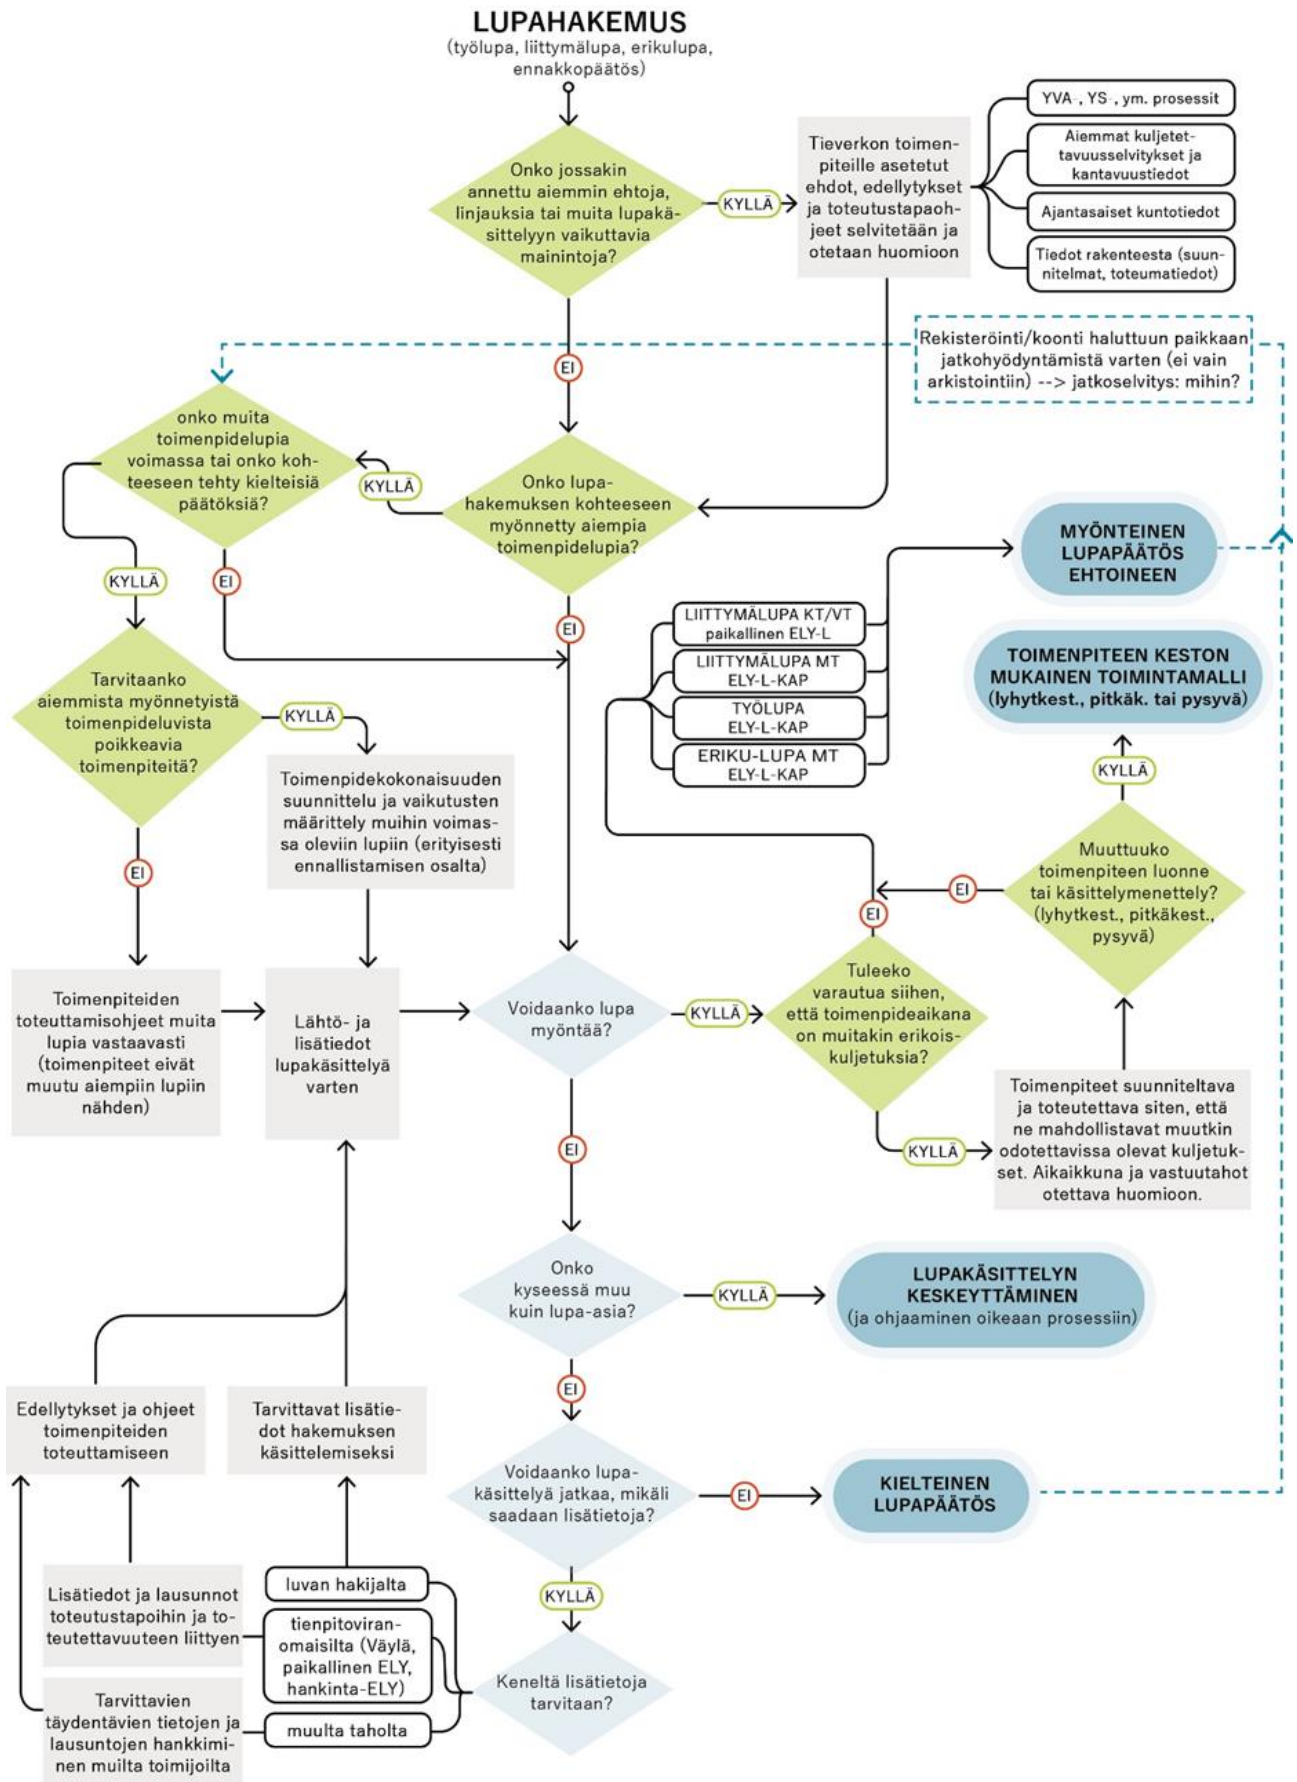 LUPAHAKEMUS
(työlupa, liittymälupa, erikulupa,
ennakkopäätös)
Onko jossakin
annettu aiemmin ehtoja,
linjauksia tai muita lupakä-
sittelyyn vaikuttavia
mainintoja?
KYLLÄ
Tieverkon toimen-
piteille asetetut
ehdot, edellytykset
ja toteutustapaoh-
jeet selvitetään ja
otetaan huomioon
YVA-, YS-, ym. prosessit
Aiemmat kuljetet-
tavuusselvitykset ja
kantavuustiedot
Ajantasaiset kuntotiedot
Tiedot rakenteesta (suun-
nitelmat, toteumatiedot)
Rekisteröinti/koonti haluttuun paikkaan
jatkohyödyntämistä varten (ei vain
arkistointiin) --> jatkoselvitys: mihin?
EI
onko muita
toimenpidelupia
voimassa tai onko koh-
teeseen tehty kielteisiä
päätöksiä?
KYLLÄ
Onko lupa-
hakemuksen kohteeseen
myönnetty aiempia
toimenpidelupia?
KYLLÄ
EI
EI
MYÖNTEINEN
LUPAPÄÄTÖS
EHTOINEEN
LIITTYMÄLUPA KT/VT
paikallinen ELY-L
LIITTYMÄLUPA MT
ELY-L-KAP
TYÖLUPA
ELY-L-KAP
ERIKU-LUPA MT
ELY-L-KAP
TOIMENPITEEN KESTON
MUKAINEN TOIMINTAMALLI
(lyhytkest., pitkäk. tai pysyvä)
KYLLÄ
Tarvitaanko
aiemmista myönnetyistä
toimenpideluvista
poikkeavia
toimenpiteitä?
KYLLÄ
Toimenpidekokonaisuuden
suunnittelu ja vaikutusten
määrittely muihin voimas-
sa oleviin lupiin (erityisesti
ennallistamisen osalta)
EI
Muuttuuko
toimenpiteen luonne
tai käsittelymenettely?
(lyhytkest., pitkäkest.,
pysyvä)
EI
EI
Toimenpiteiden
toteuttamisohjeet muita
lupia vastaavasti
(toimenpiteet eivät
muutu aiempiin lupiin
nähden)
Lähtö- ja
lisätiedot
lupakäsittelyä
varten
Voidaanko lupa
myöntää?
KYLLÄ
Tuleeko
varautua siihen,
että toimenpideaikana
on muitakin erikois-
kuljetuksia?
KYLLÄ
Toimenpiteet suunniteltava
ja toteutettava siten, että
ne mahdollistavat muutkin
odotettavissa olevat kuljetuk-
set. Aikaikkuna ja vastuutahot
otettava huomioon.
EI
Onko
kyseessä muu
kuin lupa-asia?
KYLLÄ
LUPAKÄSITTELYN
KESKEYTTÄMINEN
(ja ohjaaminen oikeaan prosessiin)
EI
Edellytykset ja ohjeet
toimenpiteiden
toteuttamiseen
Tarvittavat lisätie-
dot hakemuksen
käsittelemiseksi
Voidaanko lupa-
käsittelyä jatkaa, mikäli
saadaan lisätietoja?
EI
KIELTEINEN
LUPAPÄÄTÖS
KYLLÄ
Lisätiedot ja lausunnot
toteutustapoihin ja to-
teutettavuuteen liittyen
luvan hakijalta
tienpitoviran-
omaisilta (Väylä,
paikallinen ELY,
hankinta-ELY)
Keneltä lisätietoja
tarvitaan?
Tarvittavien
täydentävien tietojen ja
lausuntojen hankkimi-
nen muilta toimijoilta
muulta taholta